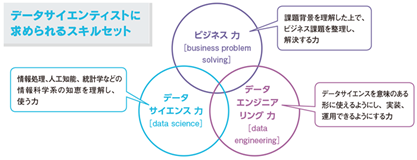 データサイエンティストに
求められるスキルセット
ビジネス 力
[business problem
solving]
課題背景を理解した上で、
ビジネス課題を整理し、
解決する力
情報処理、人工知能、統計学などの
情報科学系の知恵を理解し、
使う力
データ
サイエンス 力
[data science]
データ
エンジニア
リング 力
[data
engineering]
データサイエンスを意味のある
形に使えるようにし、実装、
運用できるようにする力